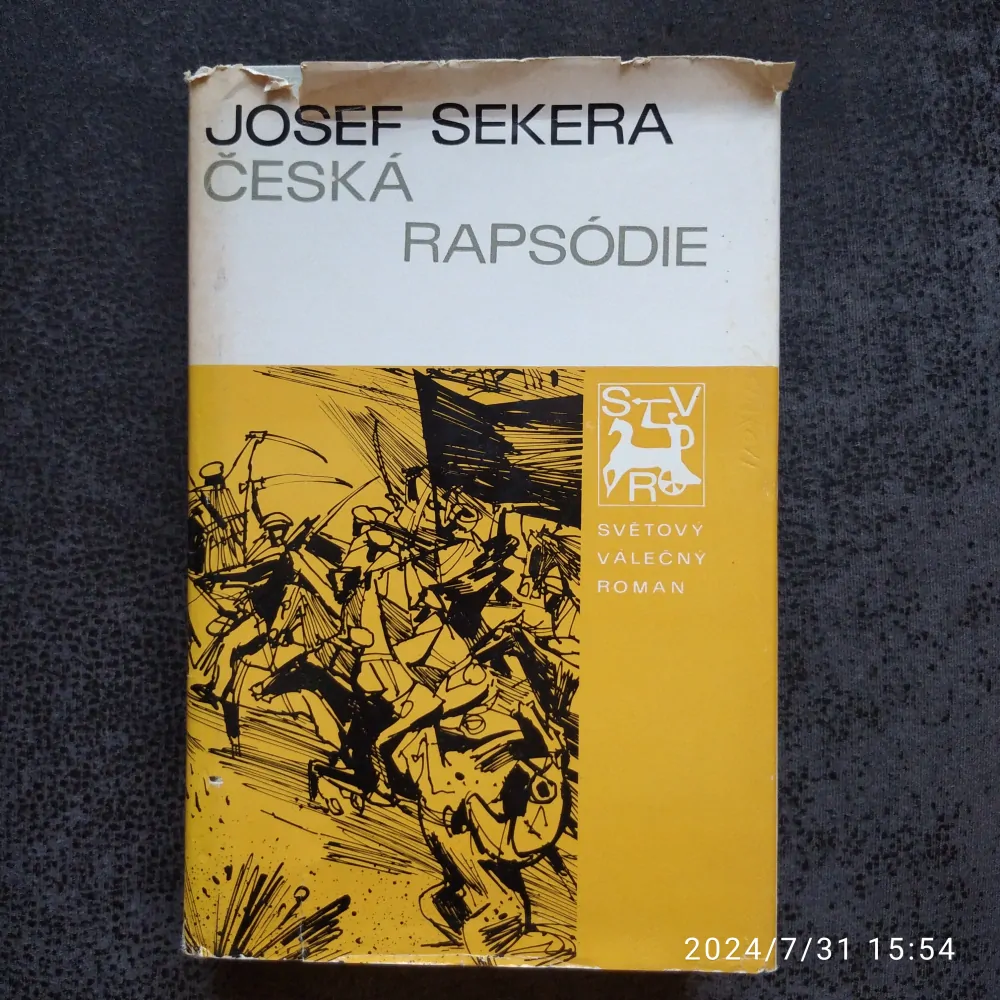 JOSEF SEKERA
ČESKÁ
RAPSÓDIE
S V
R
SVĚTOVÝ
VÁLEČNÝ
ROMAN
2024/7/31 15:54